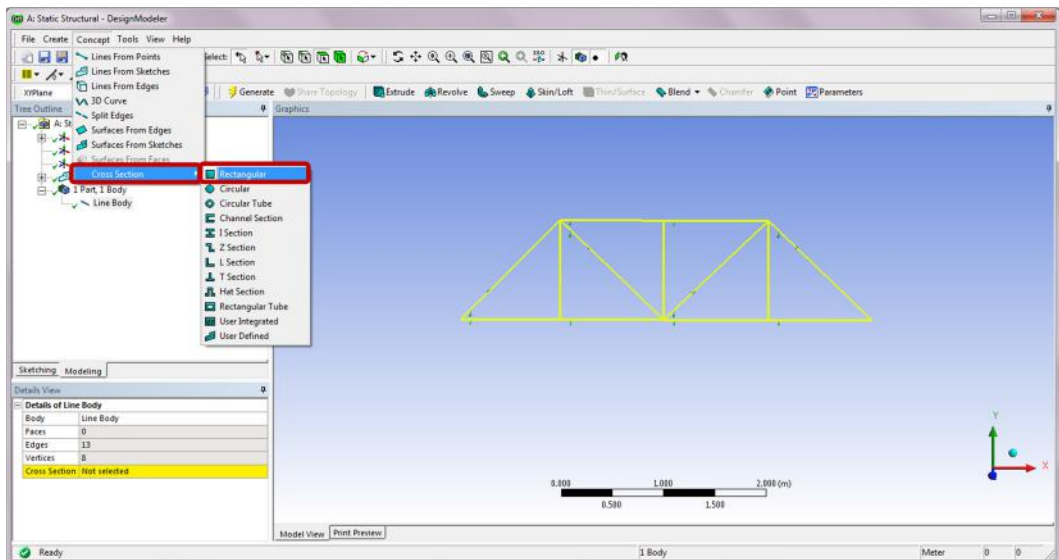 A: Static Structural - DesignModeler
File Create Concept Tools View Help
Select:
XYPlane
Generate Share Topology Extrude Revolve Sweep Skin/Loft Thin/Surface Blend Chamfer Point Parameters
Lines From Points
Lines From Sketches
Lines From Edges
3D Curve
Split Edges
Surfaces From Edges
Surfaces From Sketches
Surfaces From Faces
Cross Section
Rectangular
Circular
Circular Tube
Channel Section
I Section
Z Section
L Section
T Section
Hat Section
Rectangular Tube
User Integrated
User Defined
Tree Outline
A: St
1 Part, 1 Body
Line Body
Sketching Modeling
Details View
Details of Line Body
Body Line Body
Faces 0
Edges 13
Vertices 8
Cross Section Not selected
Graphics
Y
X
0.000 1.000 2.000 (m)
0.500 1.500
Model View Print Preview
Ready 1 Body Meter 0 0